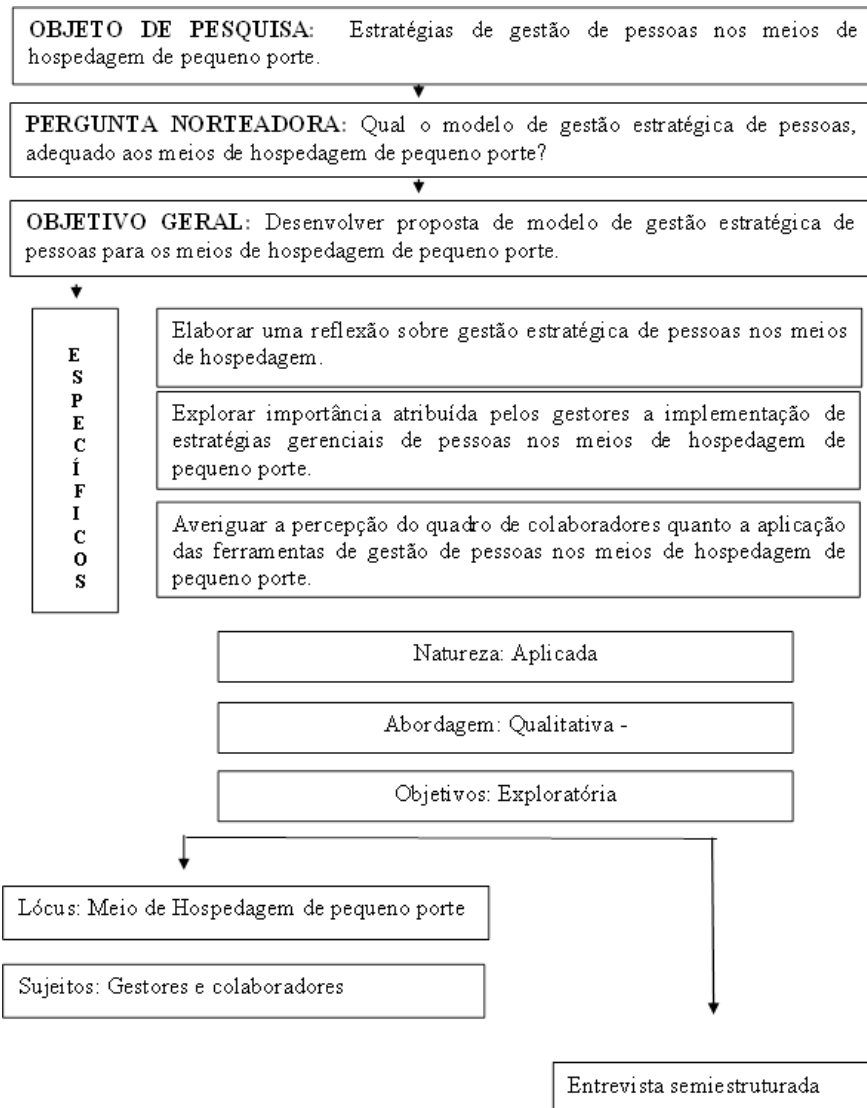 OBJETO DE PESQUISA: Estratégias de gestão de pessoas nos meios de
hospedagem de pequeno porte.
PERGUNTA NORTEADORA: Qual o modelo de gestão estratégica de pessoas,
adequado aos meios de hospedagem de pequeno porte?
OBJETIVO GERAL: Desenvolver proposta de modelo de gestão estratégica de
pessoas para os meios de hospedagem de pequeno porte.
E
S
P
E
C
Í
F
I
C
O
S
Elaborar uma reflexão sobre gestão estratégica de pessoas nos meios
de hospedagem.
Explorar importância atribuída pelos gestores a implementação de
estratégias gerenciais de pessoas nos meios de hospedagem de
pequeno porte.
Averiguar a percepção do quadro de colaboradores quanto a aplicação
das ferramentas de gestão de pessoas nos meios de hospedagem de
pequeno porte.
Natureza: Aplicada
Abordagem: Qualitativa -
Objetivos: Exploratória
Lócus: Meio de Hospedagem de pequeno porte
Sujeitos: Gestores e colaboradores
Entrevista semiestruturada